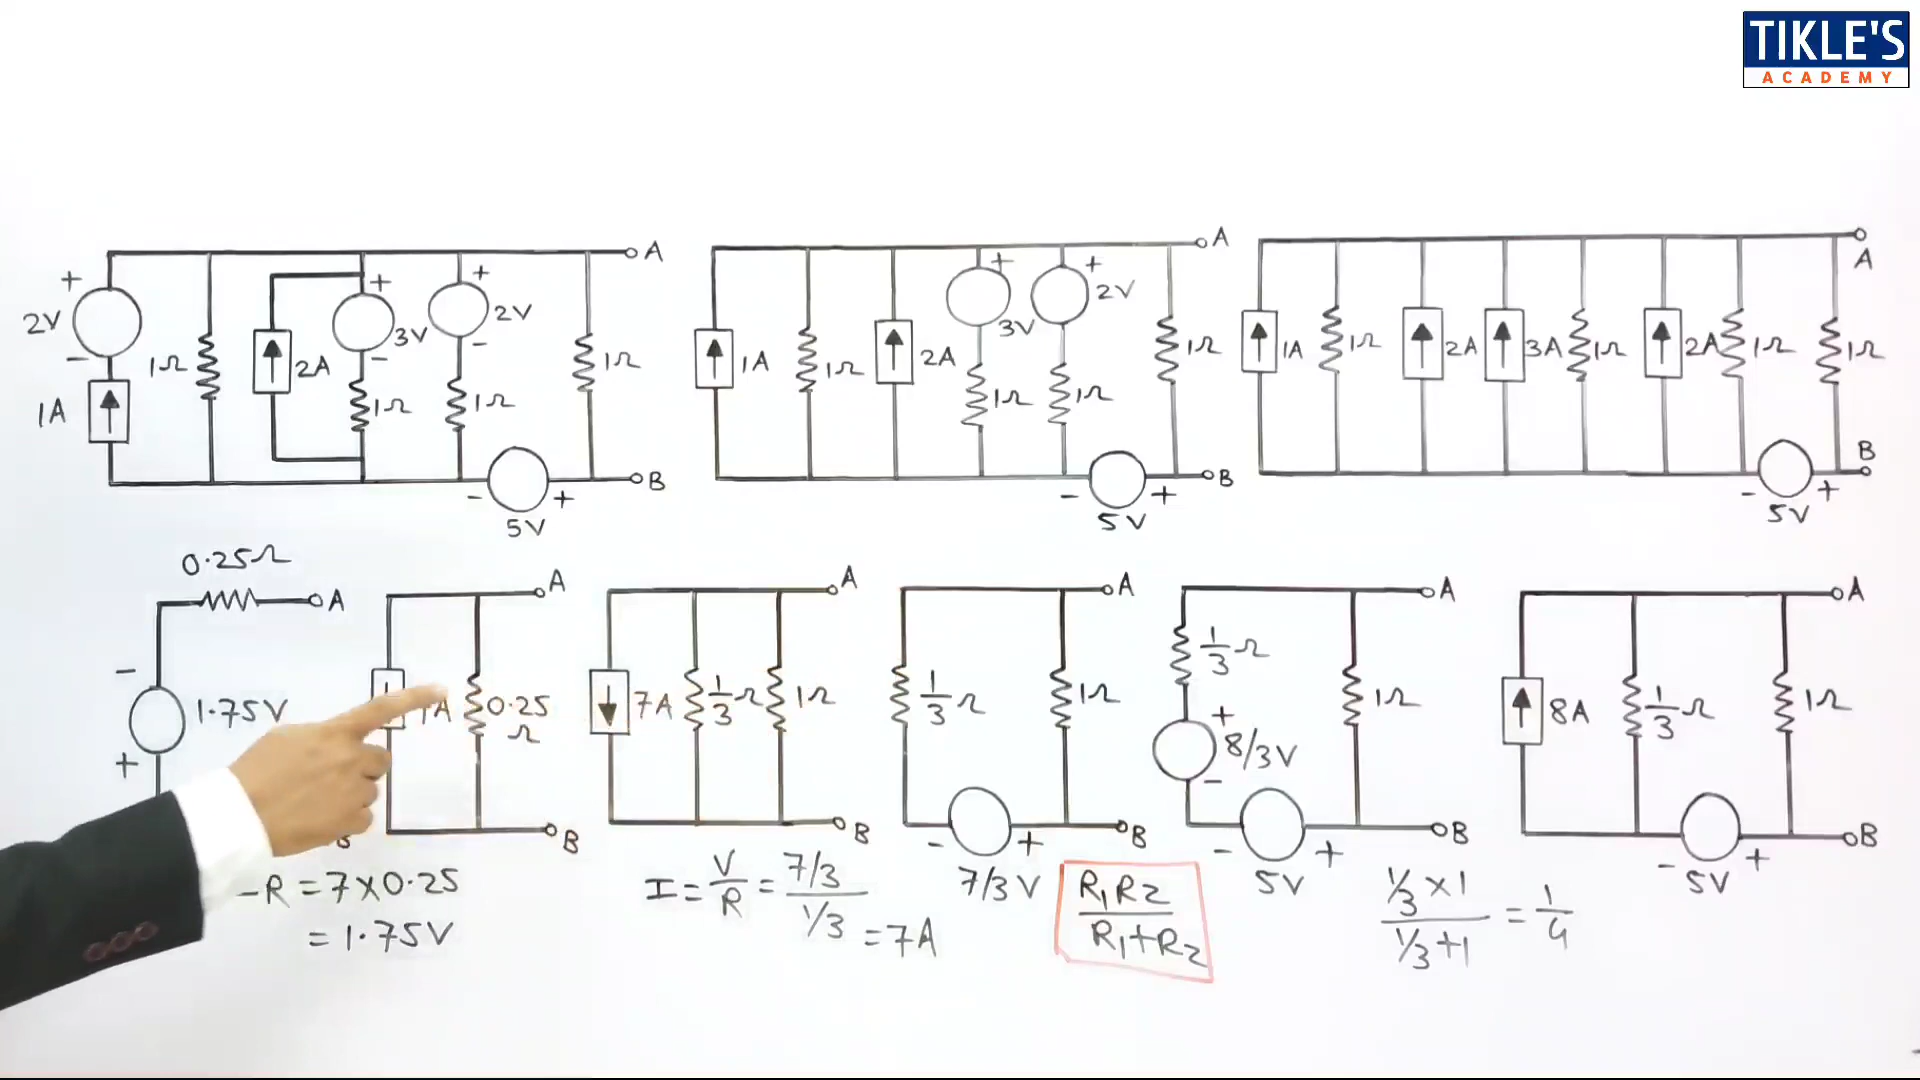 TIKLE'S
ACADEMY
+
2V
-
1A
1Ω
2A
+
3V
-
1Ω
+
2V
-
1Ω
-
5V
+
1Ω
A
B
1A
1Ω
2A
+
3V
1Ω
+
2V
1Ω
-
5V
+
1Ω
A
B
1A
1Ω
2A
3A
1Ω
2A
1Ω
-
5V
+
1Ω
A
B
0.25Ω
A
-
1.75V
+
A
0.25
Ω
B
-R = 7×0.25
= 1.75V
A
7A
1/3 Ω
1Ω
B
I = V/R = 7/3 / 1/3 = 7A
A
1/3 Ω
1Ω
-
+
7/3 V
B
R1R2
R1+R2
A
1/3 Ω
+
8/3V
-
1Ω
-
5V
+
B
1/3 × 1 / 1/3 + 1 = 1/4
A
8A
1/3 Ω
1Ω
-
5V
+
B